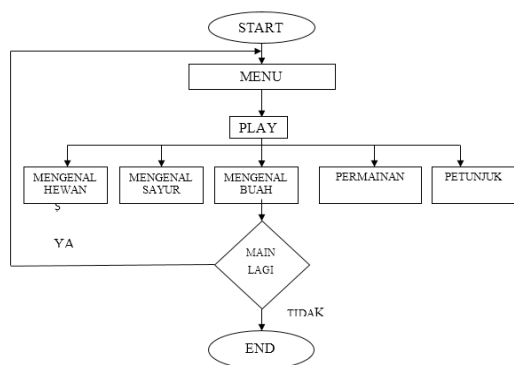 START
MENU
PLAY
MENGENAL
HEWAN
MENGENAL
SAYUR
MENGENAL
BUAH
PERMAINAN
PETUNJUK
YA
MAIN
LAGI
TIDAK
END